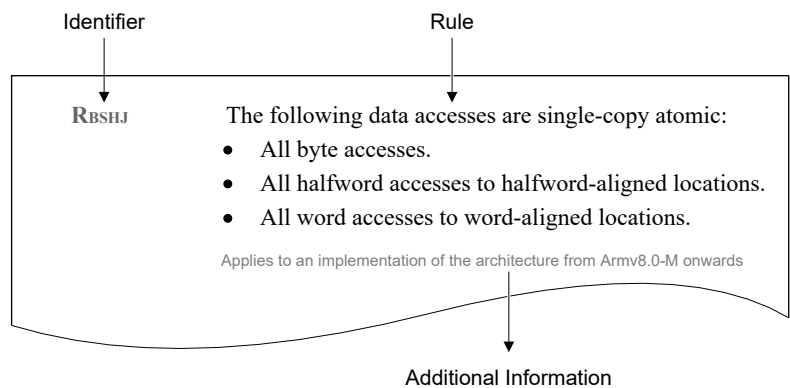 Identifier
Rule
RBSHJ
The following data accesses are single-copy atomic:
• All byte accesses.
• All halfword accesses to halfword-aligned locations.
• All word accesses to word-aligned locations.
Applies to an implementation of the architecture from Armv8.0-M onwards
Additional Information